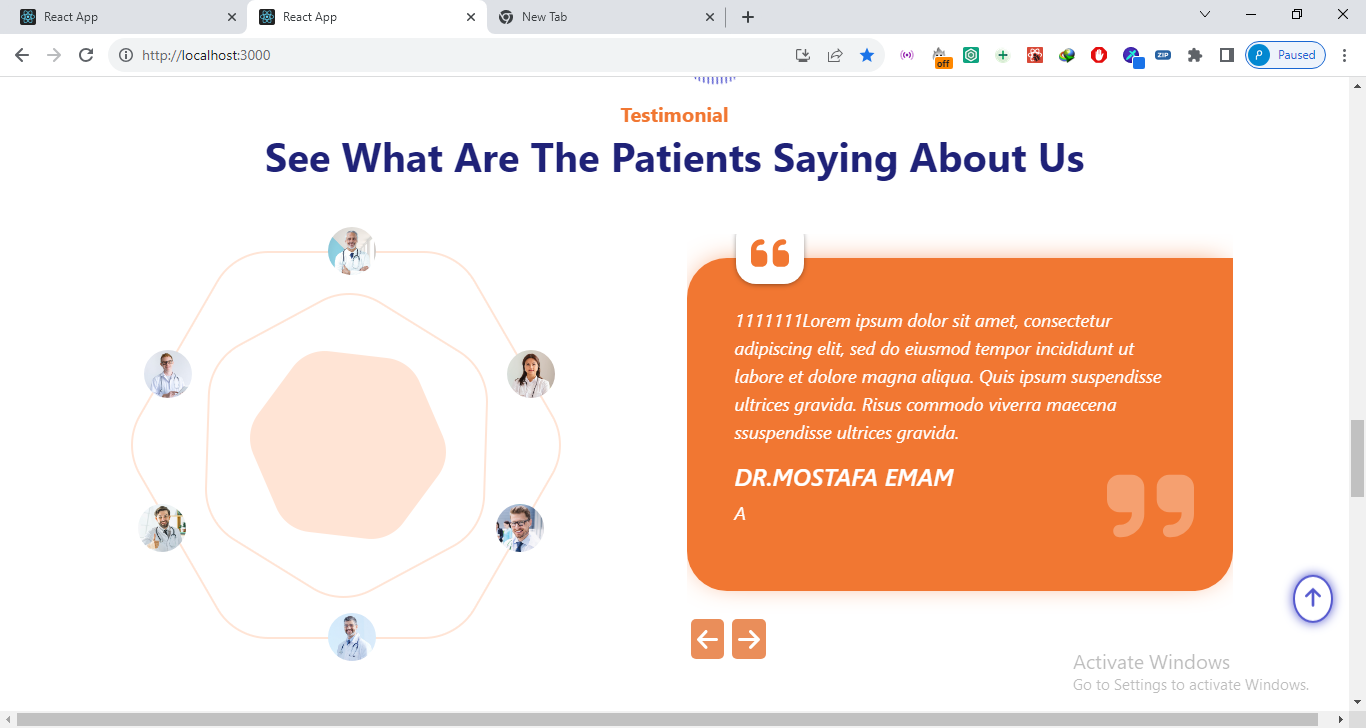 React App
React App
New Tab
http://localhost:3000
off
ZIP
P
Paused
Testimonial
See What Are The Patients Saying About Us
1111111Lorem ipsum dolor sit amet, consectetur
adipiscing elit, sed do eiusmod tempor incididunt ut
labore et dolore magna aliqua. Quis ipsum suspendisse
ultrices gravida. Risus commodo viverra maecena
ssuspendisse ultrices gravida.
DR.MOSTAFA EMAM
A
Activate Windows
Go to Settings to activate Windows.